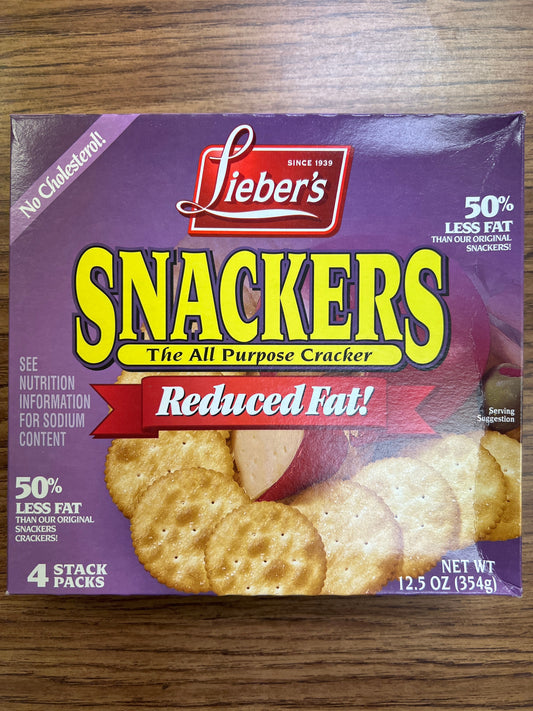 No Cholesterol!
SINCE 1939
Lieber's
50%
LESS FAT
THAN OUR ORIGINAL
SNACKERS!
SNACKERS
The All Purpose Cracker
Reduced Fat!
SEE
NUTRITION
INFORMATION
FOR SODIUM
CONTENT
Serving
Suggestion
50%
LESS FAT
THAN OUR ORIGINAL
SNACKERS
CRACKERS!
4 STACK
PACKS
NET WT
12.5 OZ (354g)